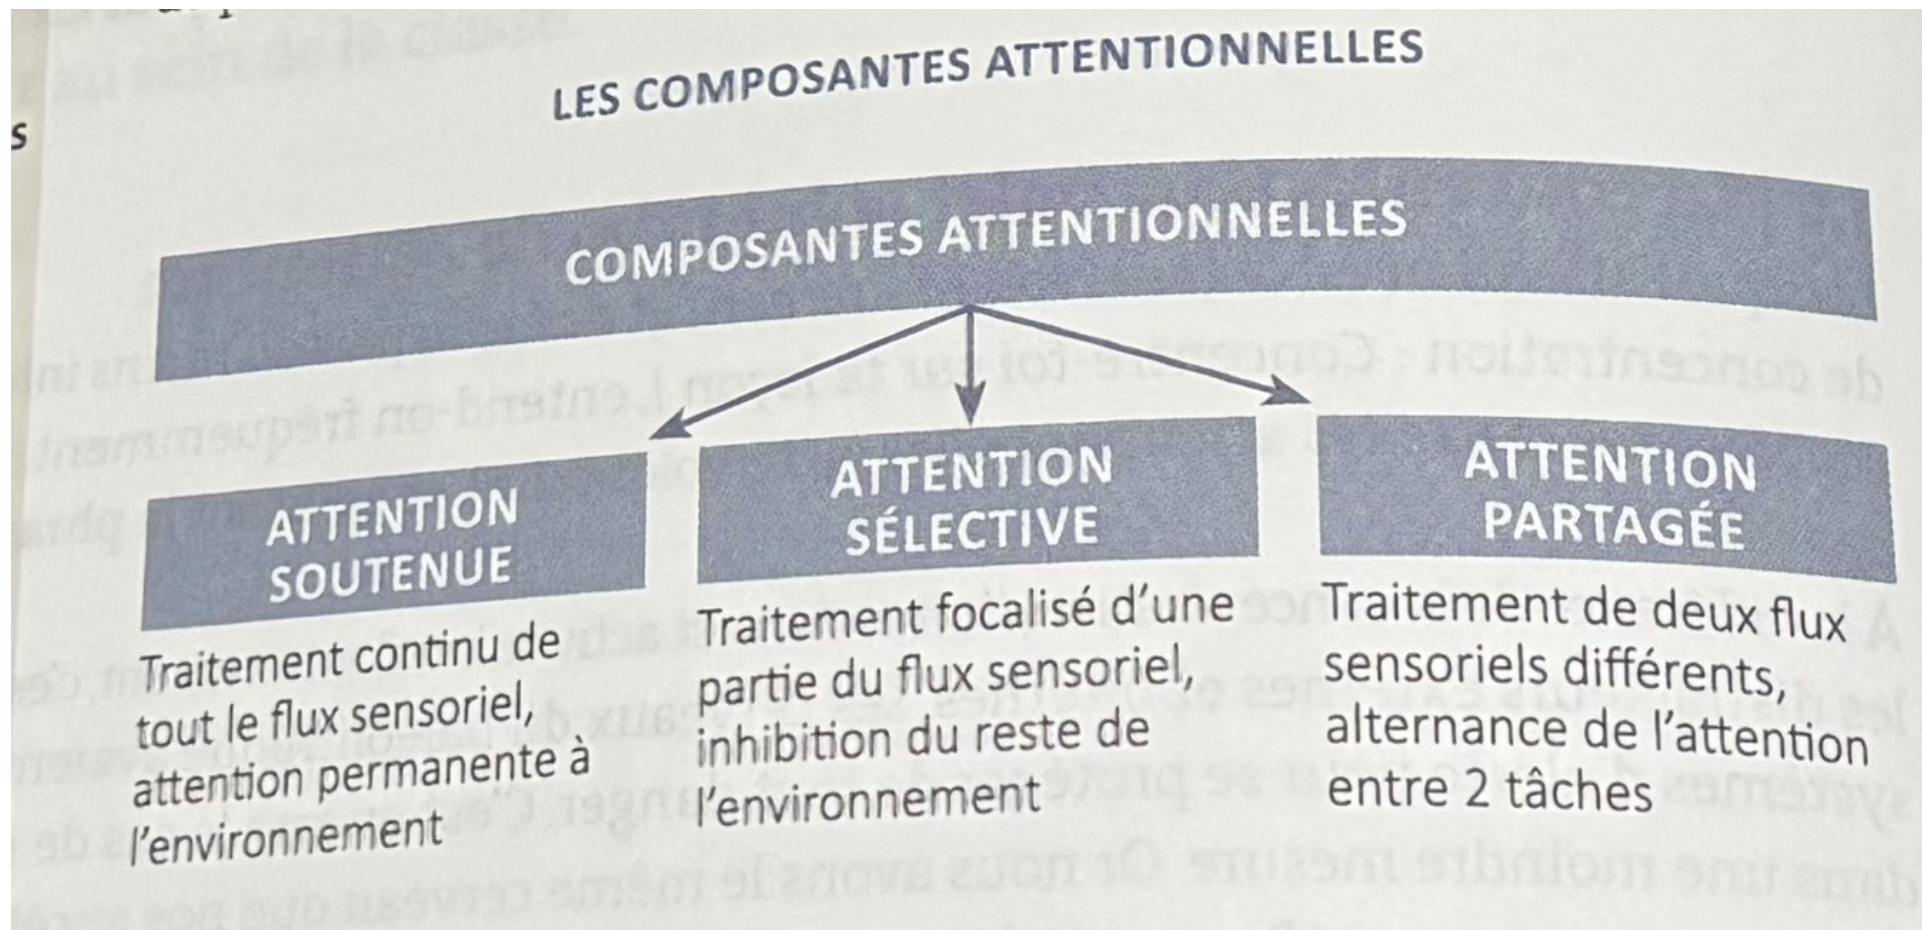 LES COMPOSANTES ATTENTIONNELLES
s
COMPOSANTES ATTENTIONNELLES
ATTENTION
SOUTENUE
Traitement continu de
tout le flux sensoriel,
attention permanente à
l'environnement
ATTENTION
SÉLECTIVE
Traitement focalisé d'une
partie du flux sensoriel,
inhibition du reste de
l'environnement
ATTENTION
PARTAGÉE
Traitement de deux flux
sensoriels différents,
alternance de l'attention
entre 2 tâches